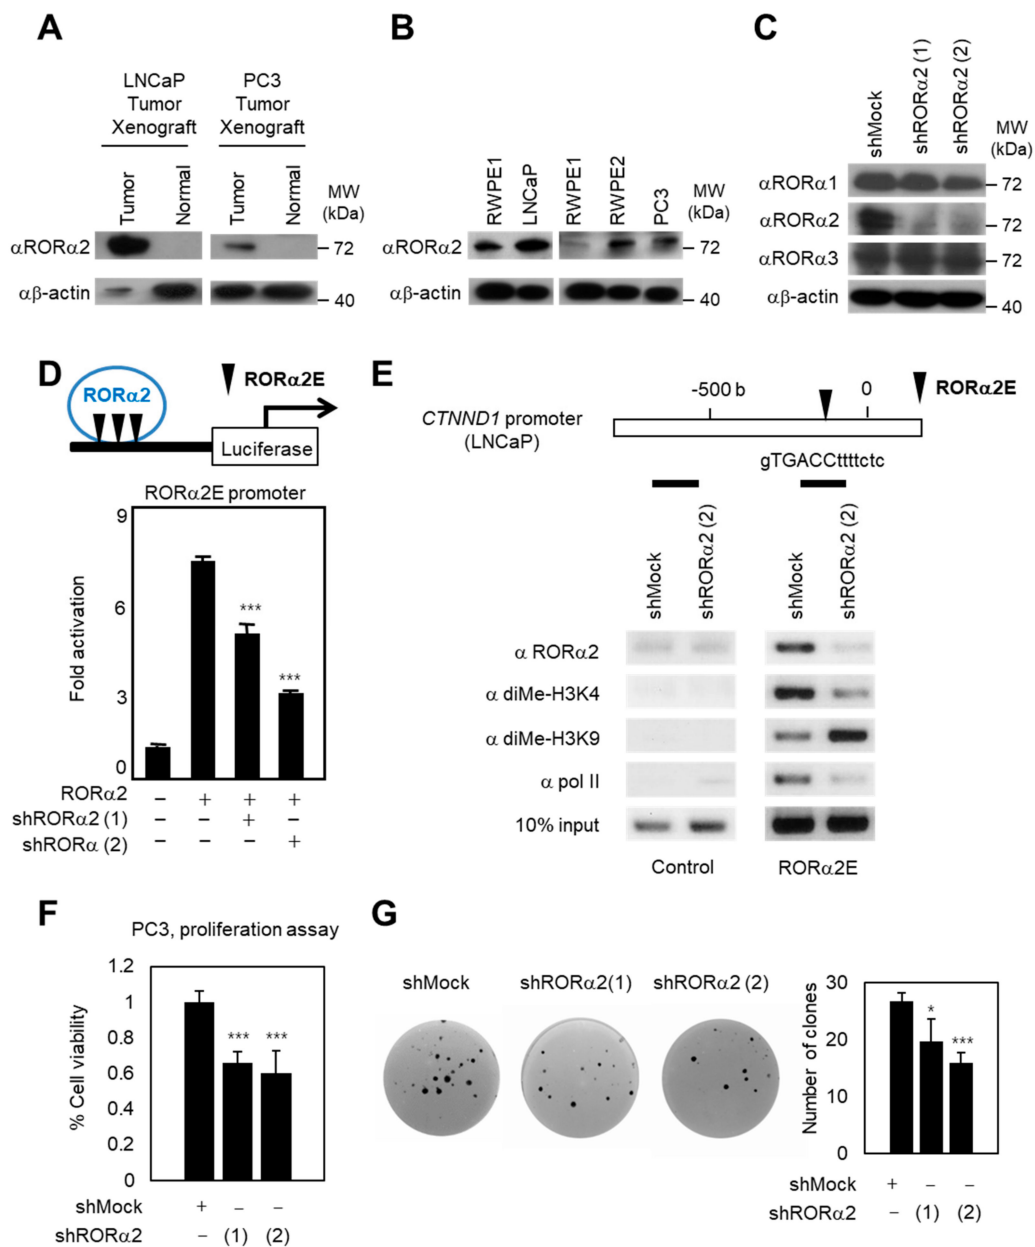 A
LNCaP
Tumor
Xenograft
PC3
Tumor
Xenograft
Tumor
Normal
Tumor
Normal
MW
(kDa)
αRORα2
– 72
αβ-actin
– 40
B
RWPE1
LNCaP
RWPE1
RWPE2
PC3
MW
(kDa)
αRORα2
– 72
αβ-actin
– 40
C
shMock
shRORα2 (1)
shRORα2 (2)
MW
(kDa)
αRORα1
– 72
αRORα2
– 72
αRORα3
– 72
αβ-actin
– 40
D
RORα2
RORα2E
Luciferase
RORα2E promoter
Fold activation
9
6
3
0
***
***
RORα2 – + + +
shRORα2 (1) – +
shRORα (2) – +
E
-500 b
0
RORα2E
CTNND1 promoter
(LNCaP)
gTGACCttttctc
shMock
shRORα2 (2)
shMock
shRORα2 (2)
α RORα2
α diMe-H3K4
α diMe-H3K9
α pol II
10% input
Control
RORα2E
F
PC3, proliferation assay
% Cell viability
1.2
1
0.8
0.6
0.4
0.2
0
***
***
shMock + – –
shRORα2 – (1) (2)
G
shMock
shRORα2(1)
shRORα2 (2)
Number of clones
30
20
10
0
*
***
shMock + – –
shRORα2 – (1) (2)